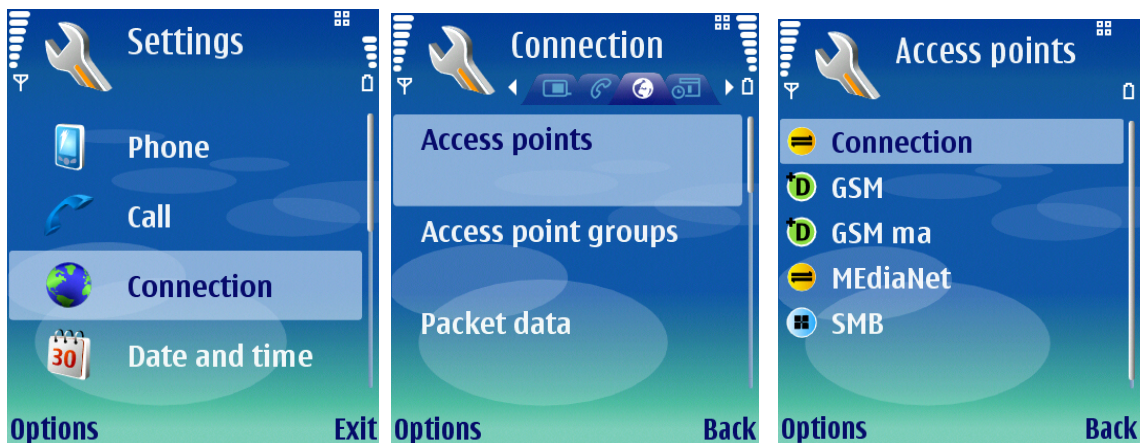 Settings
Phone
Call
Connection
30
Date and time
Options Exit
Connection
Access points
Access point groups
Packet data
Options Back
Access points
Connection
D GSM
D GSM ma
MEdiaNet
SMB
Options Back